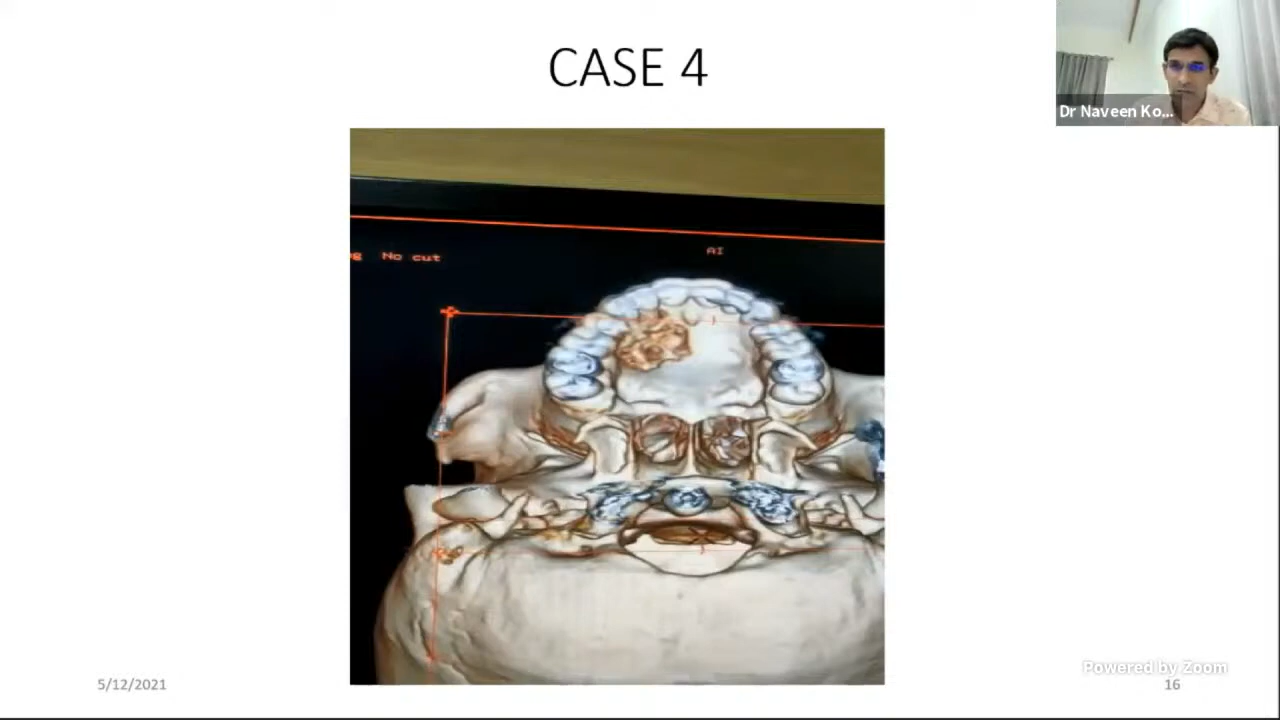 CASE 4
Dr Naveen Ko...
No cut
AI
Powered by Zoom
5/12/2021
16